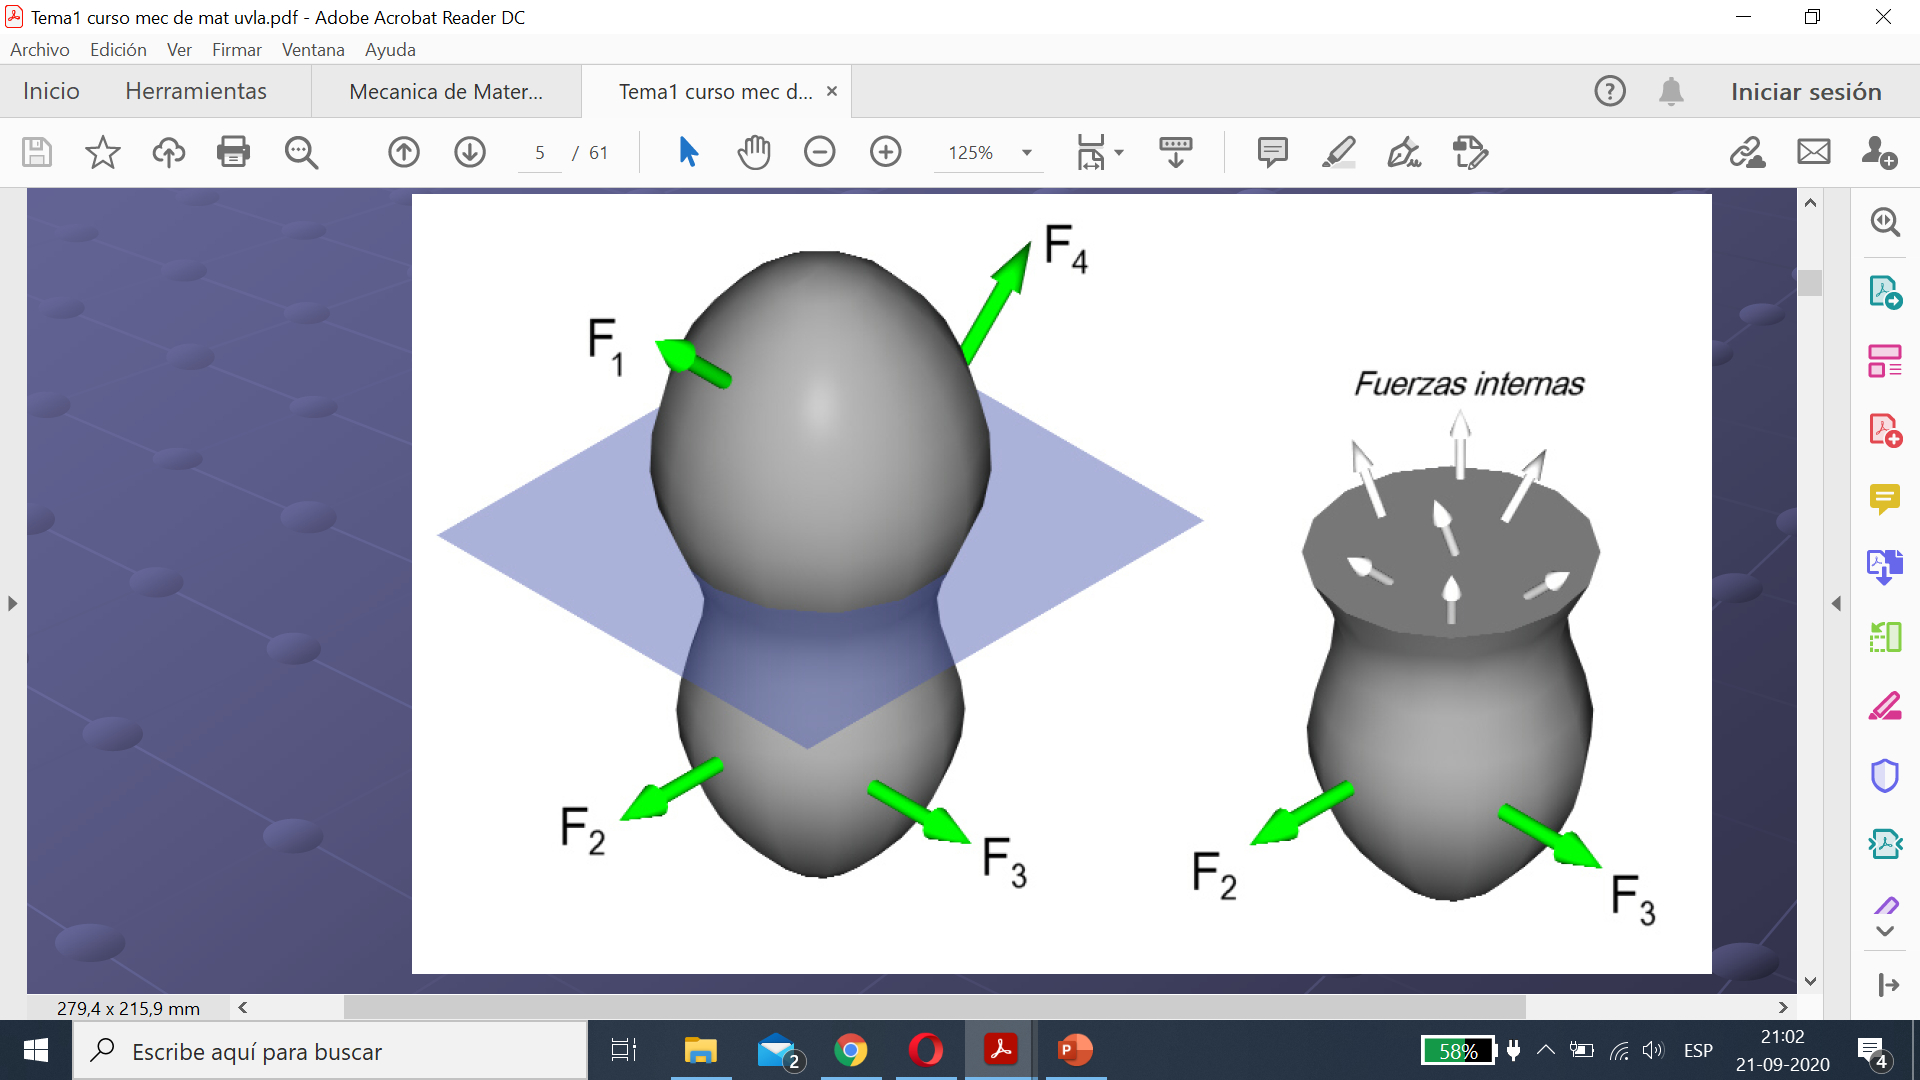 Tema1 curso mec de mat uvla.pdf - Adobe Acrobat Reader DC
Archivo Edición Ver Firmar Ventana Ayuda
Inicio Herramientas Mecanica de Mater... Tema1 curso mec d... × Iniciar sesión
5 / 61 125%
F4
F1
Fuerzas internas
F2
F3
F2
F3
279,4 x 215,9 mm
Escribe aquí para buscar
2
58%
ESP
21:02
21-09-2020
4